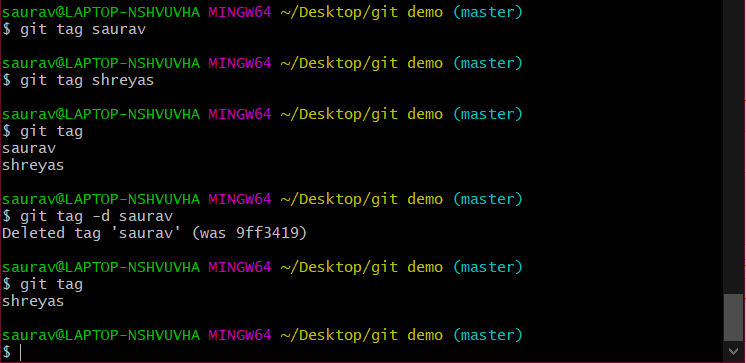 saurav@LAPTOP-NSHVUVHA MINGW64 ~/Desktop/git demo (master)
$ git tag saurav
saurav@LAPTOP-NSHVUVHA MINGW64 ~/Desktop/git demo (master)
$ git tag shreyas
saurav@LAPTOP-NSHVUVHA MINGW64 ~/Desktop/git demo (master)
$ git tag
saurav
shreyas
saurav@LAPTOP-NSHVUVHA MINGW64 ~/Desktop/git demo (master)
$ git tag -d saurav
Deleted tag 'saurav' (was 9ff3419)
saurav@LAPTOP-NSHVUVHA MINGW64 ~/Desktop/git demo (master)
$ git tag
shreyas
saurav@LAPTOP-NSHVUVHA MINGW64 ~/Desktop/git demo (master)
$